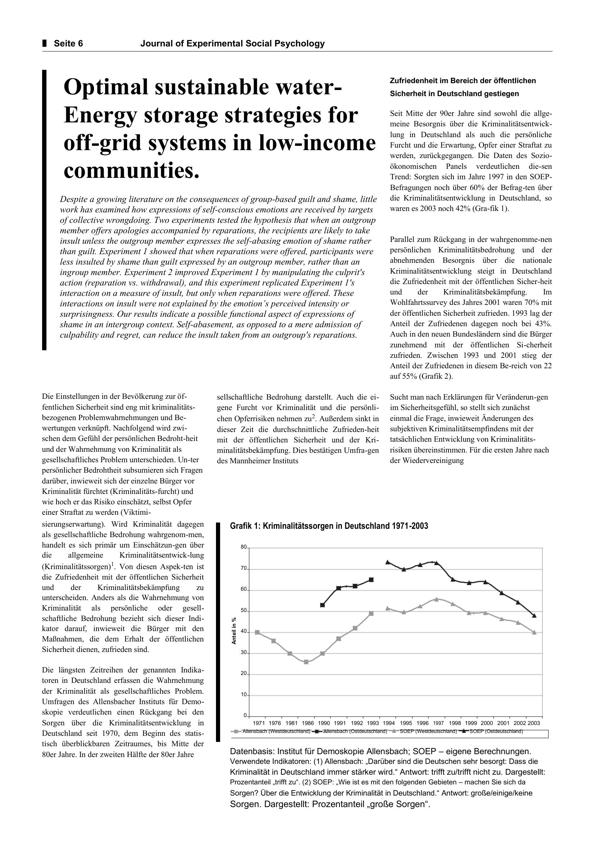 Seite 6 Journal of Experimental Social Psychology
Optimal sustainable water-
Energy storage strategies for
off-grid systems in low-income
communities.
Despite a growing literature on the consequences of group-based guilt and shame, little
work has examined how expressions of self-conscious emotions are received by targets
of collective wrongdoing. Two experiments tested the hypothesis that when an outgroup
member offers apologies accompanied by reparations, the recipients are likely to take
insult unless the outgroup member expresses the self-abasing emotion of shame rather
than guilt. Experiment 1 showed that when reparations were offered, participants were
less insulted by shame than guilt expressed by an outgroup member, rather than an
ingroup member. Experiment 2 improved Experiment 1 by manipulating the culprit's
action (reparation vs. withdrawal), and this experiment replicated Experiment 1's
interaction on a measure of insult, but only when reparations were offered. These
interactions on insult were not explained by the emotion's perceived intensity or
surprisingness. Our results indicate a possible functional aspect of expressions of
shame in an intergroup context. Self-abasement, as opposed to a mere admission of
culpability and regret, can reduce the insult taken from an outgroup's reparations.
Zufriedenheit im Bereich der öffentlichen
Sicherheit in Deutschland gestiegen
Seit Mitte der 90er Jahre sind sowohl die allge-
meine Besorgnis über die Kriminalitätsentwick-
lung in Deutschland als auch die persönliche
Furcht und die Erwartung, Opfer einer Straftat zu
werden, zurückgegangen. Die Daten des Sozio-
ökonomischen Panels verdeutlichen die-sen
Trend: Sorgten sich im Jahre 1997 in den SOEP-
Befragungen noch über 60% der Befrag-ten über
die Kriminalitätsentwicklung in Deutschland, so
waren es 2003 noch 42% (Gra-fik 1).
Parallel zum Rückgang in der wahrgenomme-nen
persönlichen Kriminalitätsbedrohung und der
abnehmenden Besorgnis über die nationale
Kriminalitätsentwicklung steigt in Deutschland
die Zufriedenheit mit der öffentlichen Sicher-heit
und der Kriminalitätsbekämpfung. Im
Wohlfahrtssurvey des Jahres 2001 waren 70% mit
der öffentlichen Sicherheit zufrieden. 1993 lag der
Anteil der Zufriedenen dagegen noch bei 43%.
Auch in den neuen Bundesländern sind die Bürger
zunehmend mit der öffentlichen Si-cherheit
zufrieden. Zwischen 1993 und 2001 stieg der
Anteil der Zufriedenen in diesem Be-reich von 22
auf 55% (Grafik 2).
Die Einstellungen in der Bevölkerung zur öf-
fentlichen Sicherheit sind eng mit kriminalitäts-
bezogenen Problemwahrnehmungen und Be-
wertungen verknüpft. Nachfolgend wird zwi-
schen dem Gefühl der persönlichen Bedroht-heit
und der Wahrnehmung von Kriminalität als
gesellschaftliches Problem unterschieden. Un-ter
persönlicher Bedrohtheit subsumieren sich Fragen
darüber, inwieweit sich der einzelne Bürger vor
Kriminalität fürchtet (Kriminalitäts-furcht) und
wie hoch er das Risiko einschätzt, selbst Opfer
einer Straftat zu werden (Viktimi-
sierungserwartung). Wird Kriminalität dagegen
als gesellschaftliche Bedrohung wahrgenom-men,
handelt es sich primär um Einschätzun-gen über
die allgemeine Kriminalitätsentwick-lung
(Kriminalitätssorgen)1. Von diesen Aspek-ten ist
die Zufriedenheit mit der öffentlichen Sicherheit
und der Kriminalitätsbekämpfung zu
unterscheiden. Anders als die Wahrnehmung von
Kriminalität als persönliche oder gesell-
schaftliche Bedrohung bezieht sich dieser Indi-
kator darauf, inwieweit die Bürger mit den
Maßnahmen, die dem Erhalt der öffentlichen
Sicherheit dienen, zufrieden sind.
Die längsten Zeitreihen der genannten Indika-
toren in Deutschland erfassen die Wahrnehmung
der Kriminalität als gesellschaftliches Problem.
Umfragen des Allensbacher Instituts für Demo-
skopie verdeutlichen einen Rückgang bei den
Sorgen über die Kriminalitätsentwicklung in
Deutschland seit 1970, dem Beginn des statis-
tisch überblickbaren Zeitraumes, bis Mitte der
80er Jahre. In der zweiten Hälfte der 80er Jahre
sellschaftliche Bedrohung darstellt. Auch die ei-
gene Furcht vor Kriminalität und die persönli-
chen Opferrisiken nehmen zu2. Außerdem sinkt in
dieser Zeit die durchschnittliche Zufrieden-heit
mit der öffentlichen Sicherheit und der Kri-
minalitätsbekämpfung. Dies bestätigen Umfra-gen
des Mannheimer Instituts
Sucht man nach Erklärungen für Veränderun-gen
im Sicherheitsgefühl, so stellt sich zunächst
einmal die Frage, inwieweit Änderungen des
subjektiven Kriminalitätsempfindens mit der
tatsächlichen Entwicklung von Kriminalitäts-
risiken übereinstimmen. Für die ersten Jahre nach
der Wiedervereinigung
Grafik 1: Kriminalitätssorgen in Deutschland 1971-2003
80
70
60
50
40
30
20
10
0
Anteil in %
1971 1976 1981 1986 1990 1991 1992 1993 1994 1995 1996 1997 1998 1999 2000 2001 2002 2003
Allensbach (Westdeutschland) Allensbach (Ostdeutschland) SOEP (Westdeutschland) SOEP (Ostdeutschland)
Datenbasis: Institut für Demoskopie Allensbach; SOEP – eigene Berechnungen.
Verwendete Indikatoren: (1) Allensbach: „Darüber sind die Deutschen sehr besorgt: Dass die
Kriminalität in Deutschland immer stärker wird.“ Antwort: trifft zu/trifft nicht zu. Dargestellt:
Prozentanteil „trifft zu“. (2) SOEP: „Wie ist es mit den folgenden Gebieten – machen Sie sich da
Sorgen? Über die Entwicklung der Kriminalität in Deutschland.“ Antwort: große/einige/keine
Sorgen. Dargestellt: Prozentanteil „große Sorgen“.